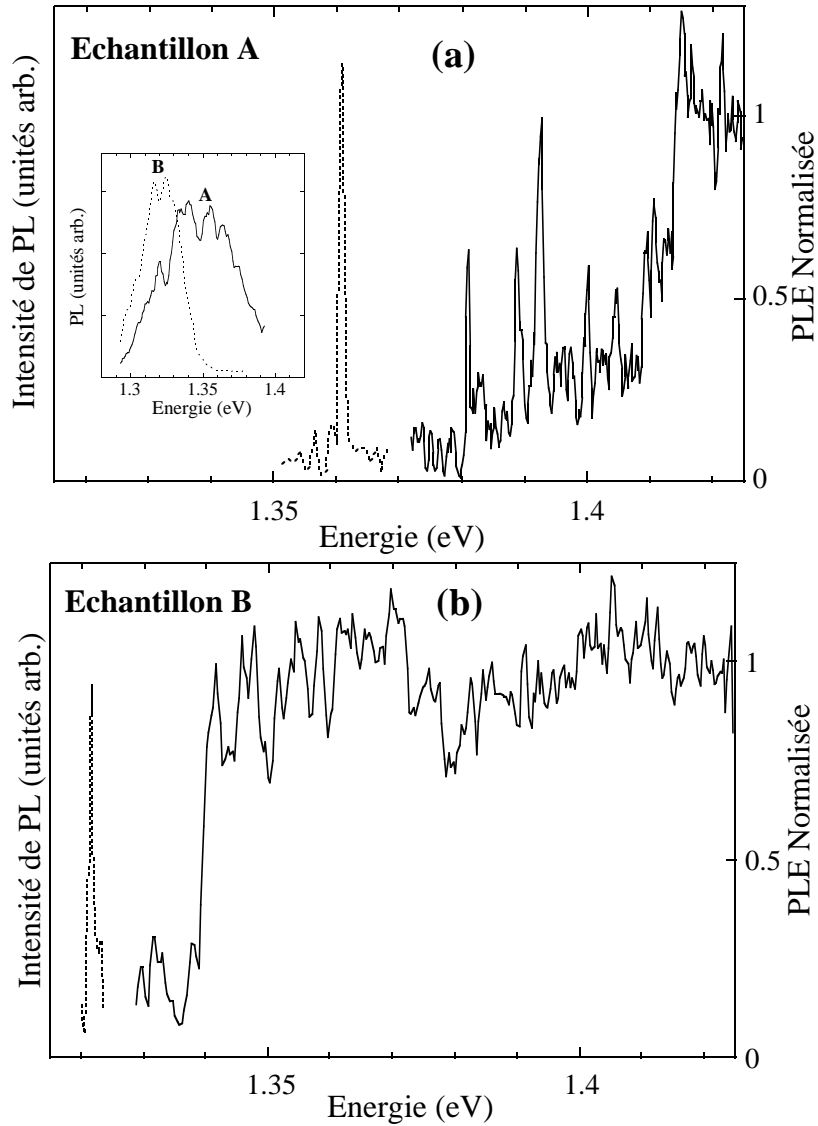 Echantillon A
(a)
Intensité de PL (unités arb.)
PLE Normalisée
1
0.5
0
B
A
PL (unités arb.)
1.3
1.35
1.4
Energie (eV)
1.35
1.4
Energie (eV)
Echantillon B
(b)
Intensité de PL (unités arb.)
PLE Normalisée
1
0.5
0
1.35
1.4
Energie (eV)